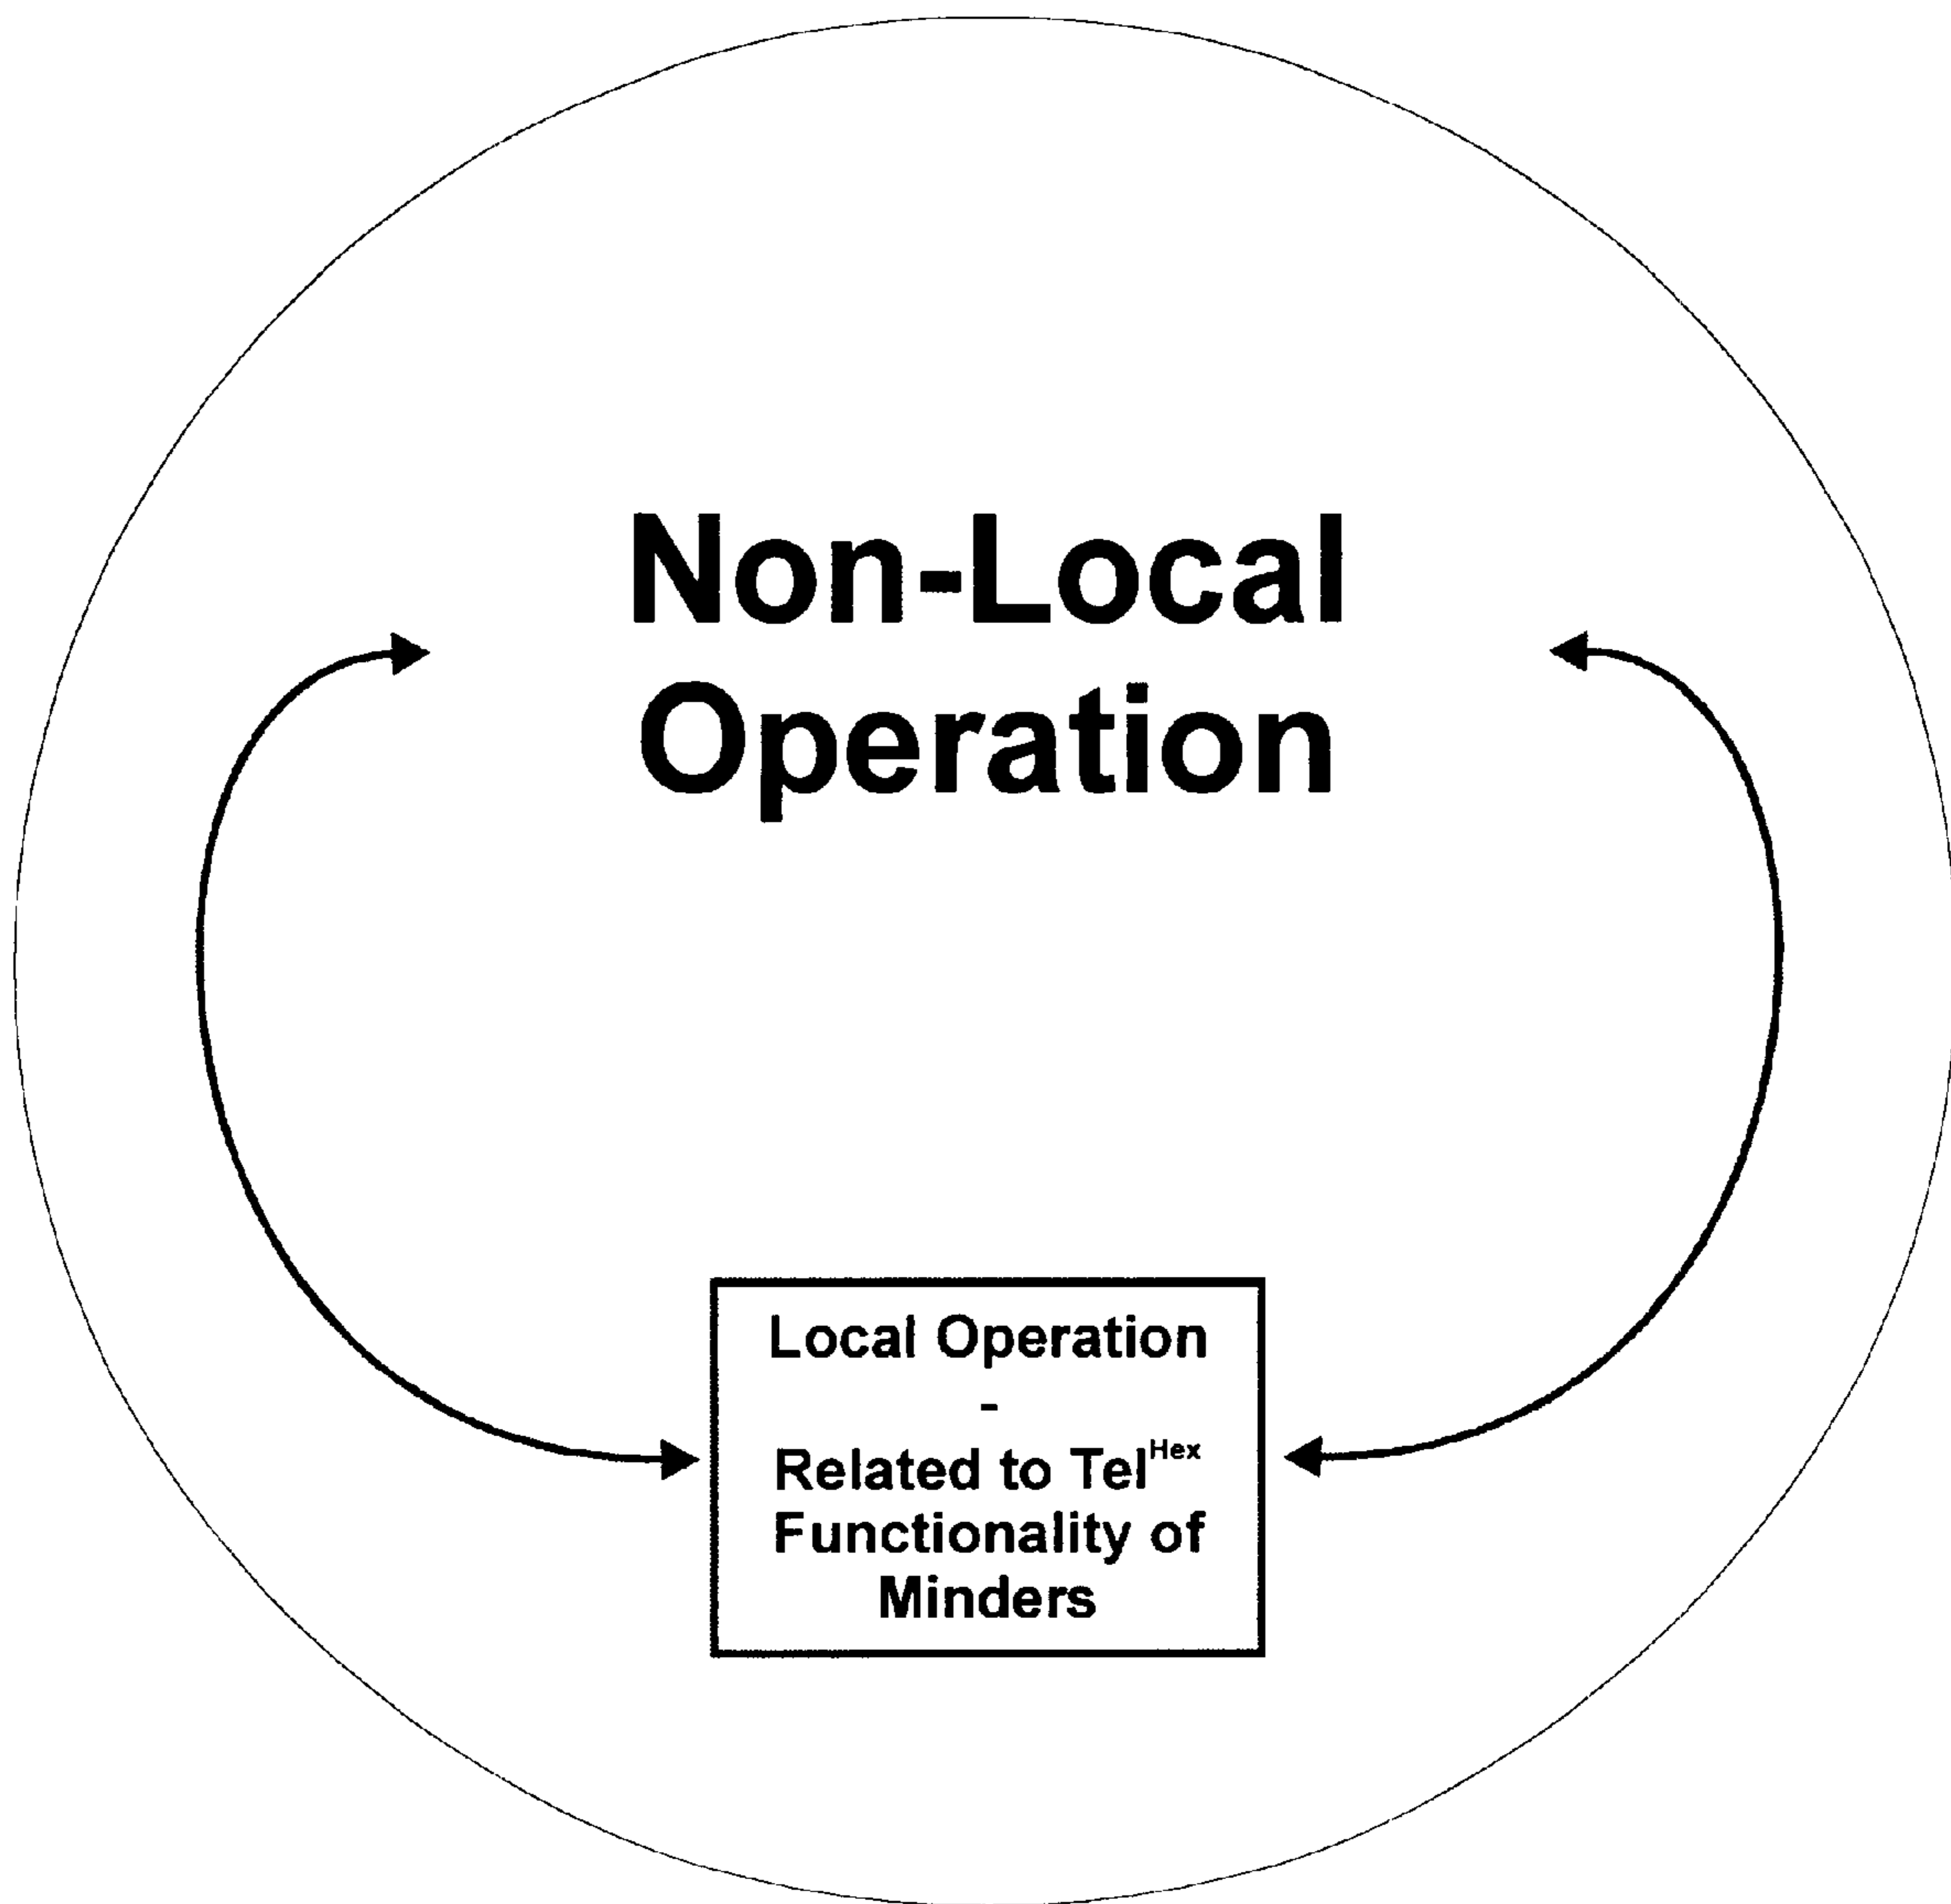 Non-Local
Operation
Local Operation
-
Related to Tel^Hex
Functionality of
Minders